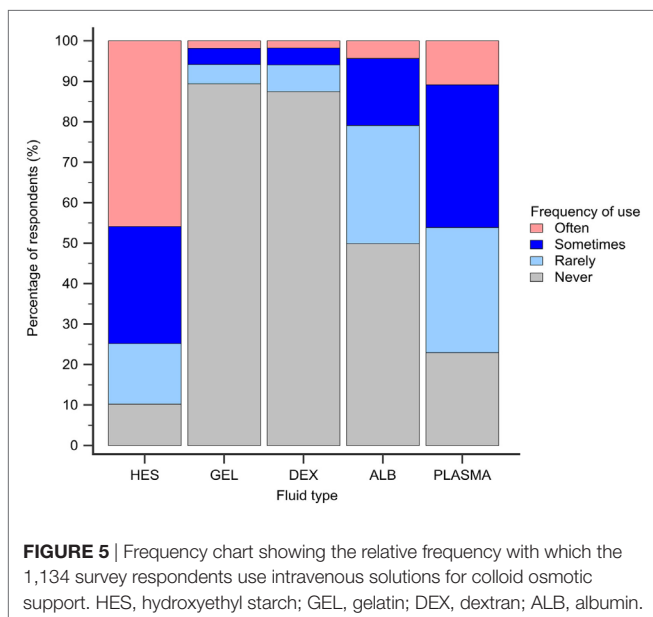 100
90
80
70
60
50
40
30
20
10
0
Percentage of respondents (%)
HES
GEL
DEX
ALB
PLASMA
Fluid type
Frequency of use
Often
Sometimes
Rarely
Never
FIGURE 5 | Frequency chart showing the relative frequency with which the
1,134 survey respondents use intravenous solutions for colloid osmotic
support. HES, hydroxyethyl starch; GEL, gelatin; DEX, dextran; ALB, albumin.